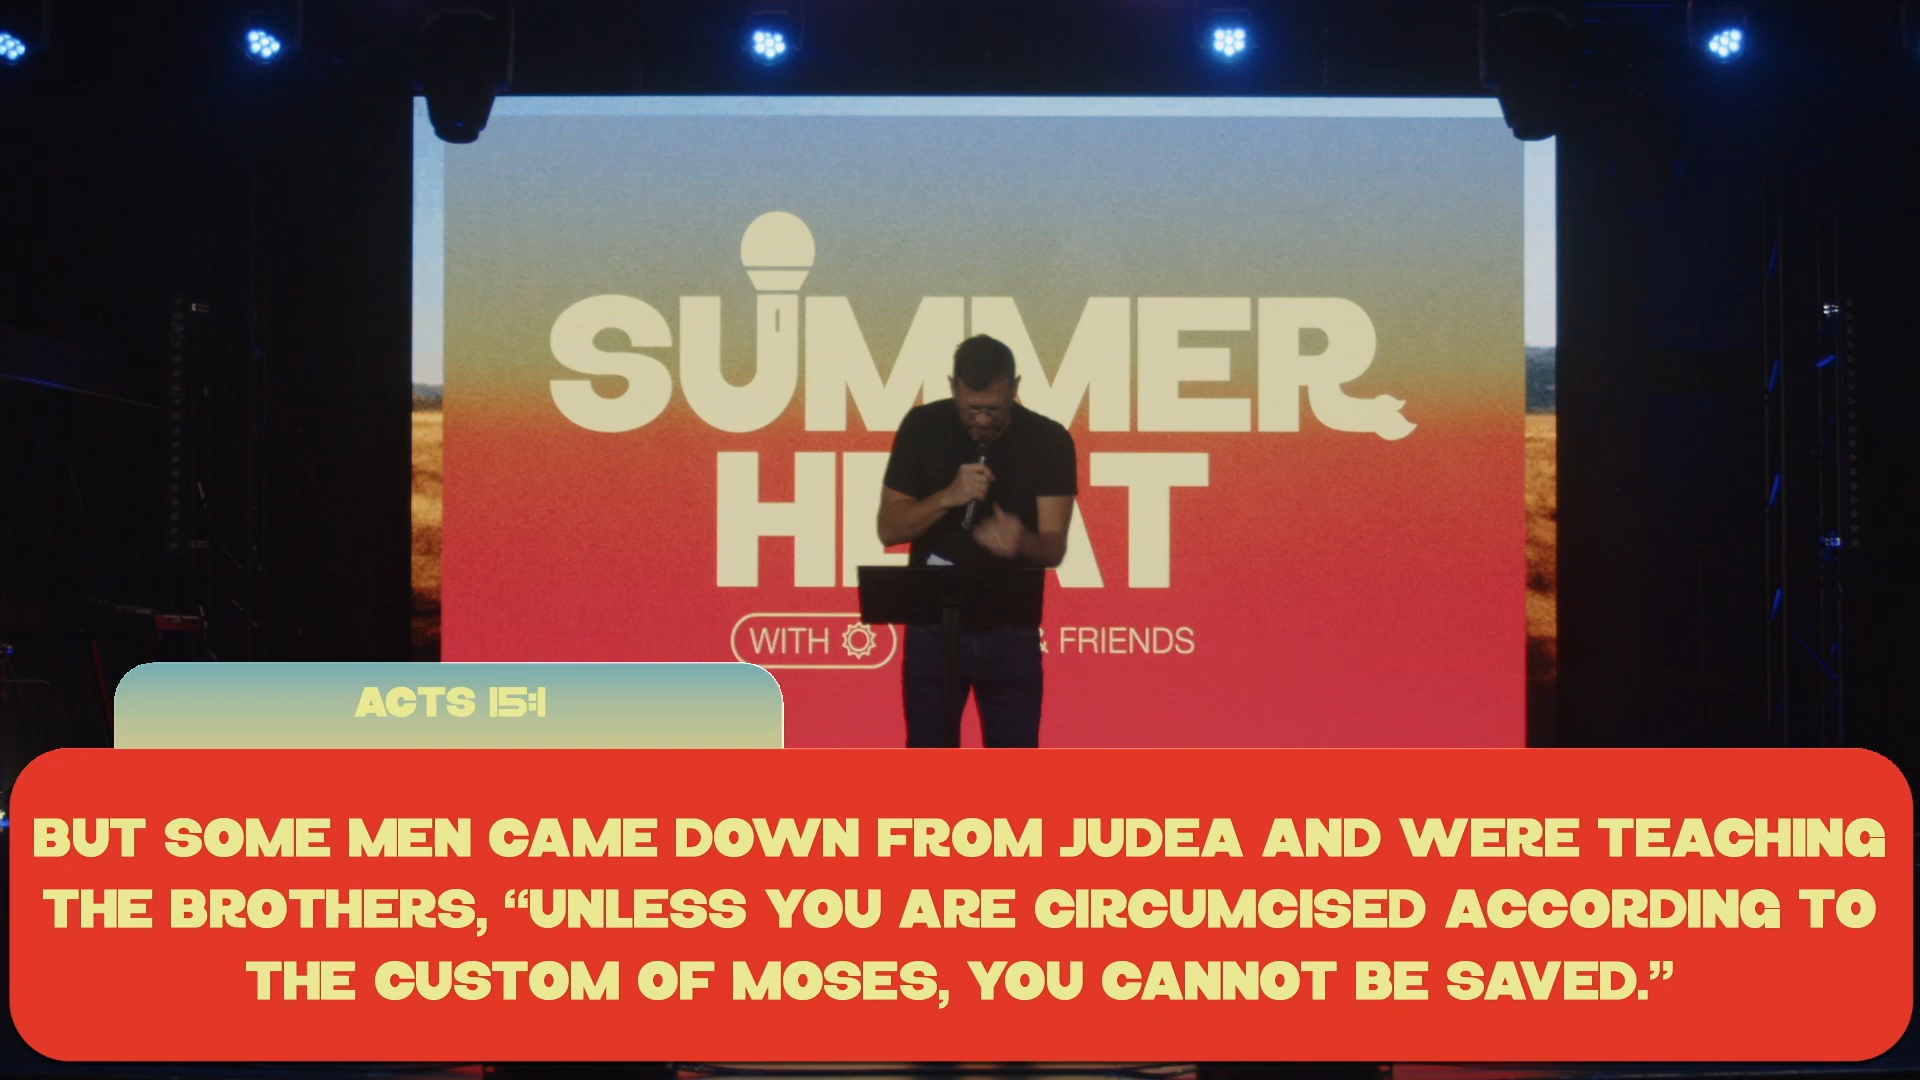 SUMMER
HEAT
WITH & FRIENDS
ACTS 15:1
BUT SOME MEN CAME DOWN FROM JUDEA AND WERE TEACHING
THE BROTHERS, “UNLESS YOU ARE CIRCUMCISED ACCORDING TO
THE CUSTOM OF MOSES, YOU CANNOT BE SAVED.”